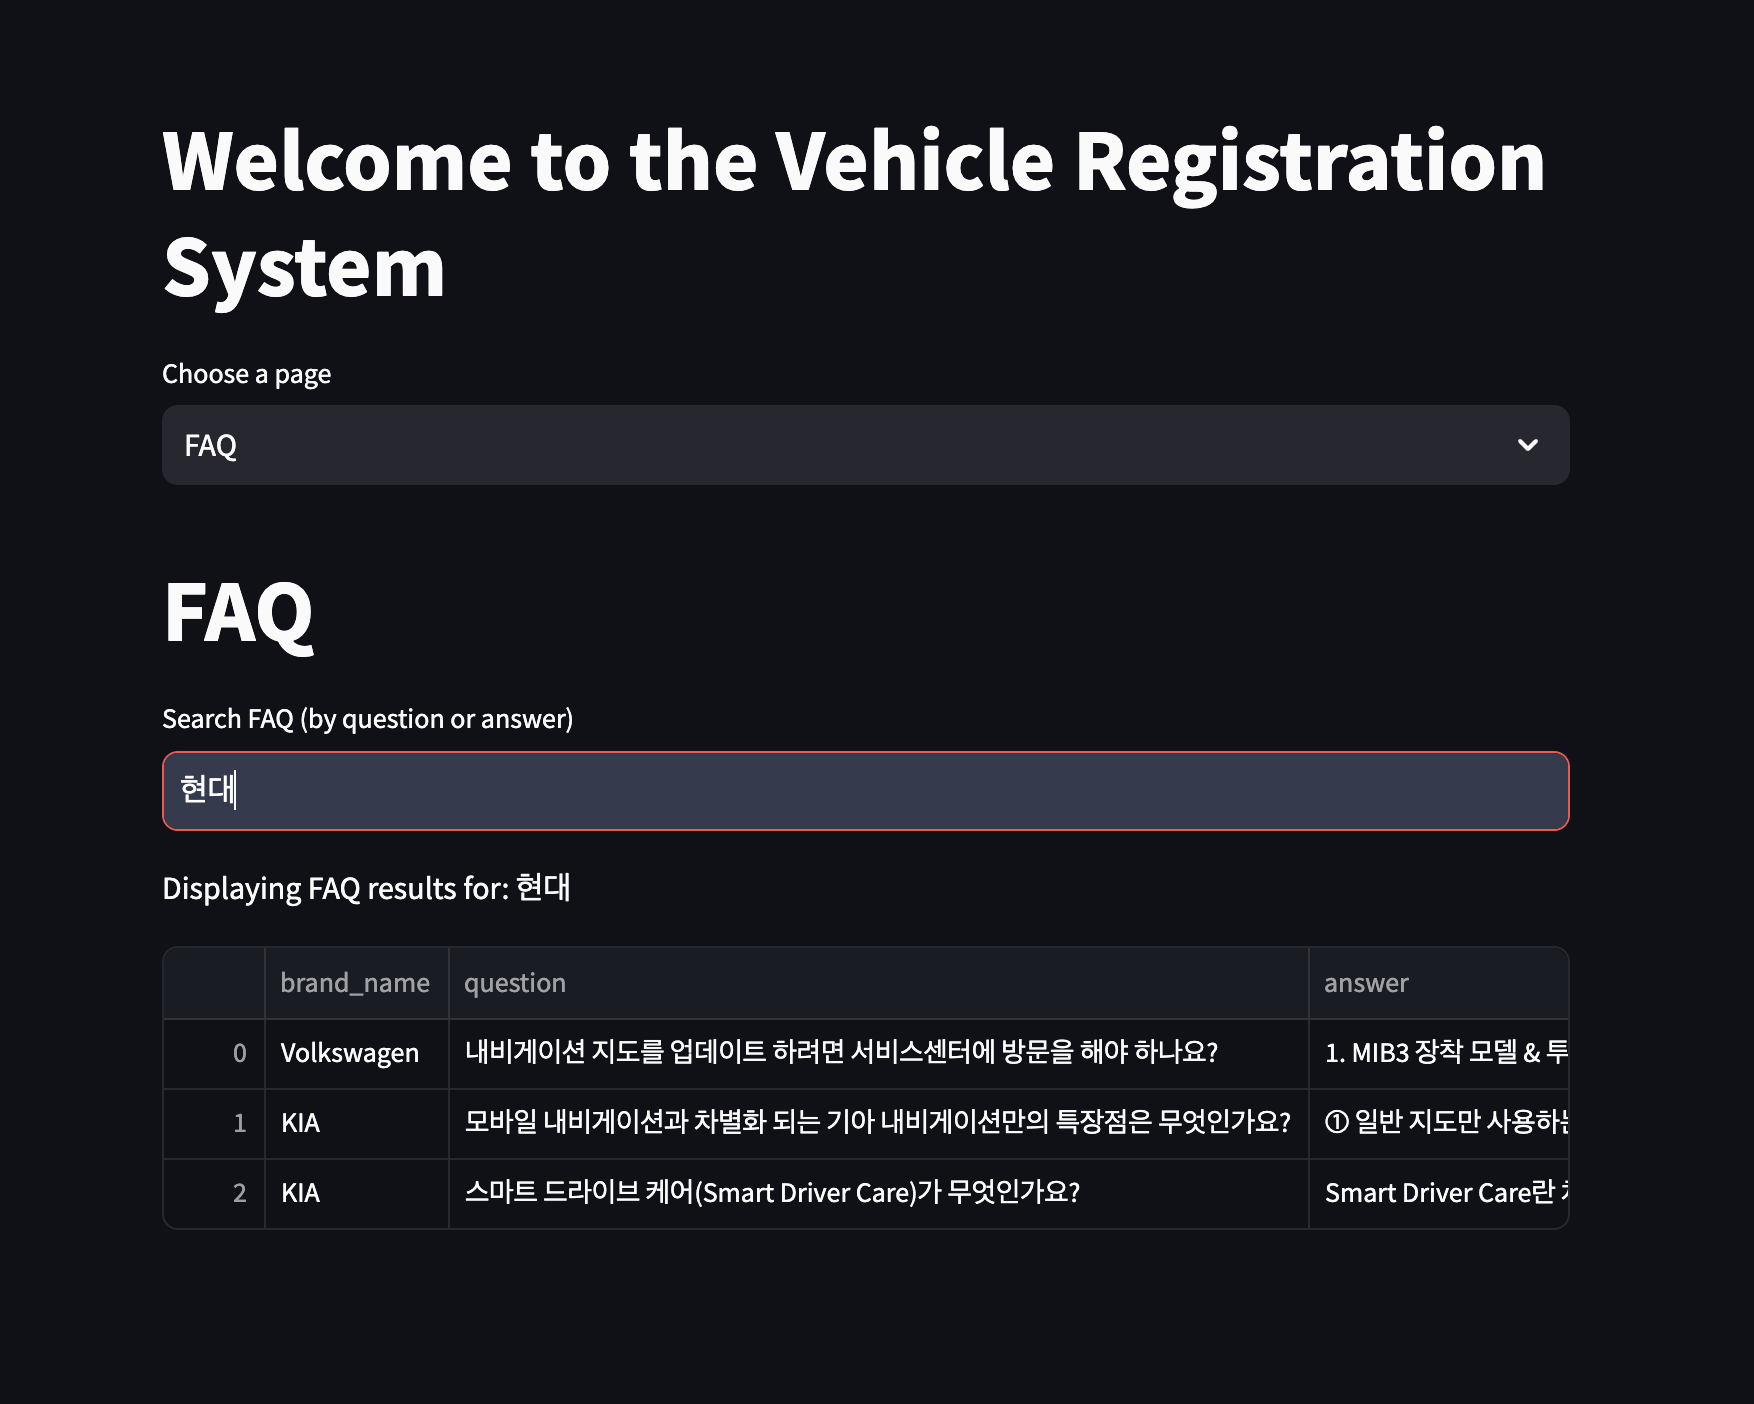 Welcome to the Vehicle Registration
System
Choose a page
FAQ
FAQ
Search FAQ (by question or answer)
현대
Displaying FAQ results for: 현대
brand_name question answer
0 Volkswagen 내비게이션 지도를 업데이트 하려면 서비스센터에 방문을 해야 하나요? 1. MIB3 장착 모델 & 투
1 KIA 모바일 내비게이션과 차별화 되는 기아 내비게이션만의 특장점은 무엇인가요? ① 일반 지도만 사용하는
2 KIA 스마트 드라이브 케어(Smart Driver Care)가 무엇인가요? Smart Driver Care란